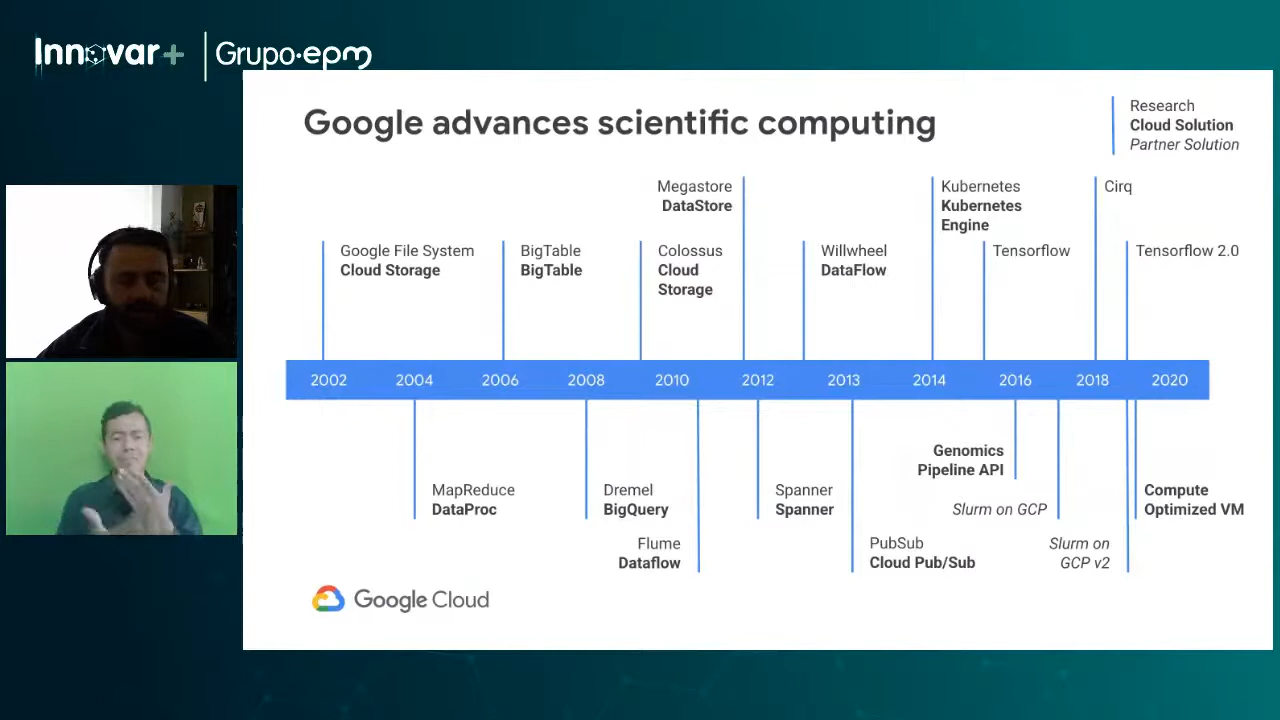 Innovar+
Grupo·epm
Google advances scientific computing
Research
Cloud Solution
Partner Solution
Megastore
DataStore
Kubernetes
Kubernetes
Engine
Cirq
Google File System
Cloud Storage
BigTable
BigTable
Colossus
Cloud
Storage
Willwheel
DataFlow
Tensorflow
Tensorflow 2.0
2002 2004 2006 2008 2010 2012 2013 2014 2016 2018 2020
MapReduce
DataProc
Dremel
BigQuery
Flume
Dataflow
Spanner
Spanner
PubSub
Cloud Pub/Sub
Genomics
Pipeline API
Slurm on GCP
Slurm on
GCP v2
Compute
Optimized VM
Google Cloud